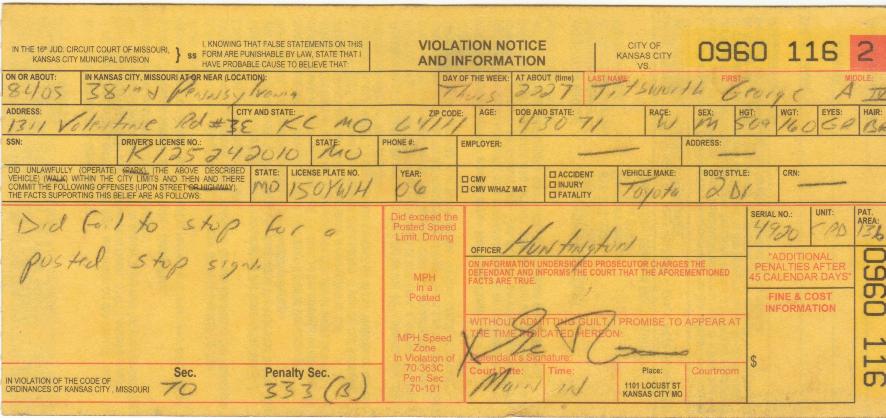 IN THE 16th JUD. CIRCUIT COURT OF MISSOURI,
KANSAS CITY MUNICIPAL DIVISION
} ss
I, KNOWING THAT FALSE STATEMENTS ON THIS
FORM ARE PUNISHABLE BY LAW, STATE THAT I
HAVE PROBABLE CAUSE TO BELIEVE THAT:
VIOLATION NOTICE
AND INFORMATION
CITY OF
KANSAS CITY
VS.
0960 116 2
ON OR ABOUT:
IN KANSAS CITY, MISSOURI AT OR NEAR (LOCATION):
DAY OF THE WEEK:
AT ABOUT (time)
LAST NAME:
FIRST:
MIDDLE:
38th & Pennsylvania
Thurs
2227
Titsworth
George
A
ADDRESS:
CITY AND STATE:
ZIP CODE:
AGE:
DOB AND STATE:
RACE:
SEX:
HGT:
WGT:
EYES:
HAIR:
1311 Valentine Rd #3E
KC MO
64111
43071
W
M
509
160
SSN:
DRIVER'S LICENSE NO.:
STATE:
PHONE #:
EMPLOYER:
ADDRESS:
K125242010
MO
DID UNLAWFULLY (OPERATE) (PARK) (THE ABOVE DESCRIBED
VEHICLE) (WALK) WITHIN THE CITY LIMITS AND THEN AND THERE
COMMIT THE FOLLOWING OFFENSES (UPON STREET OR HIGHWAY).
THE FACTS SUPPORTING THIS BELIEF ARE AS FOLLOWS:
STATE:
MO
LICENSE PLATE NO.
150YWH
YEAR:
06
CMV
CMV W/HAZ MAT
ACCIDENT
INJURY
FATALITY
VEHICLE MAKE:
Toyota
BODY STYLE:
2 Dr
CRN:
Did fail to stop for a
posted stop sign.
Did exceed the
Posted Speed
Limit, Driving
MPH
in a
Posted
MPH Speed
Zone
In Violation of
70-363C
Pen. Sec.
70-101
OFFICER
Huntington
SERIAL NO.:
4920
UNIT:
CPD
PAT.
AREA:
136
ON INFORMATION UNDERSIGNED PROSECUTOR CHARGES THE
DEFENDANT AND INFORMS THE COURT THAT THE AFOREMENTIONED
FACTS ARE TRUE.
"ADDITIONAL
PENALTIES AFTER
45 CALENDAR DAYS"
FINE & COST
INFORMATION
$
WITHOUT ADMITTING GUILT, I PROMISE TO APPEAR AT
THE TIME INDICATED HEREON:
X
Defendant's Signature:
Court Date:
Time:
Place:
Courtroom
Mail
in
1101 LOCUST ST
KANSAS CITY MO
IN VIOLATION OF THE CODE OF
ORDINANCES OF KANSAS CITY, MISSOURI
Sec.
70
Penalty Sec.
333 (B)
0960 116